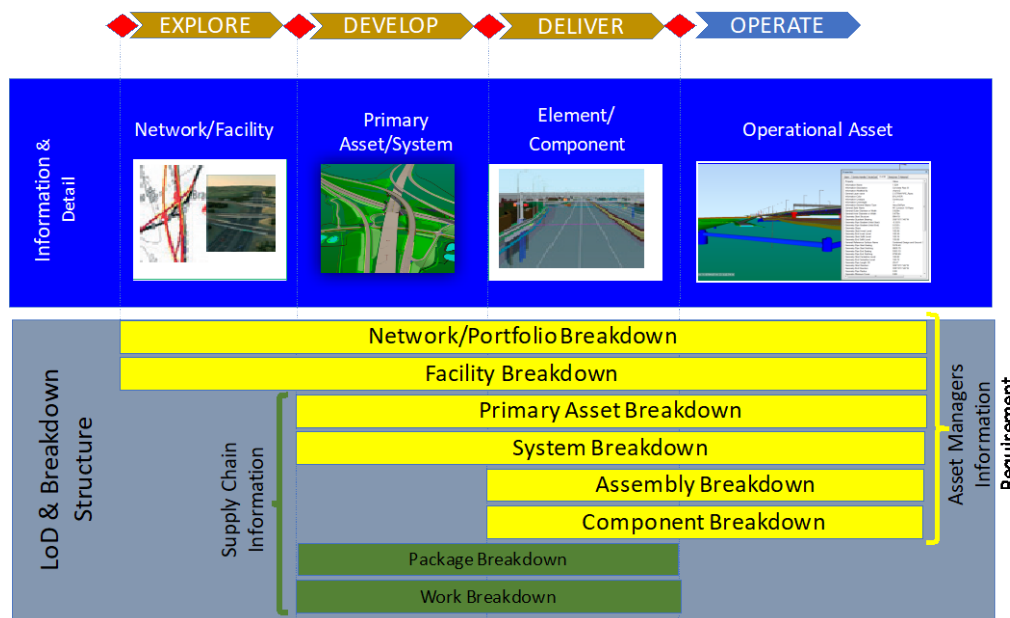 EXPLORE
DEVELOP
DELIVER
OPERATE
Information &
Detail
Network/Facility
Primary
Asset/System
Element/
Component
Operational Asset
LoD & Breakdown
Structure
Network/Portfolio Breakdown
Facility Breakdown
Primary Asset Breakdown
System Breakdown
Assembly Breakdown
Component Breakdown
Package Breakdown
Work Breakdown
Supply Chain
Information
Asset Managers
Information
Requirement